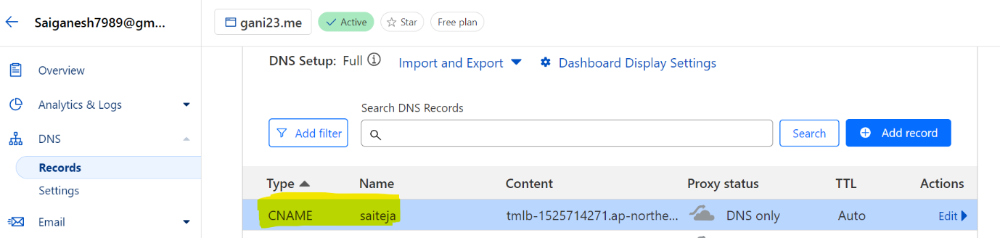 Saiganesh7989@gm...
gani23.me Active Star Free plan
Overview
Analytics & Logs
DNS
Records
Settings
Email
DNS Setup: Full Import and Export Dashboard Display Settings
Search DNS Records
Add filter Search Add record
Type Name Content Proxy status TTL Actions
CNAME saiteja tmlb-1525714271.ap-northe... DNS only Auto Edit